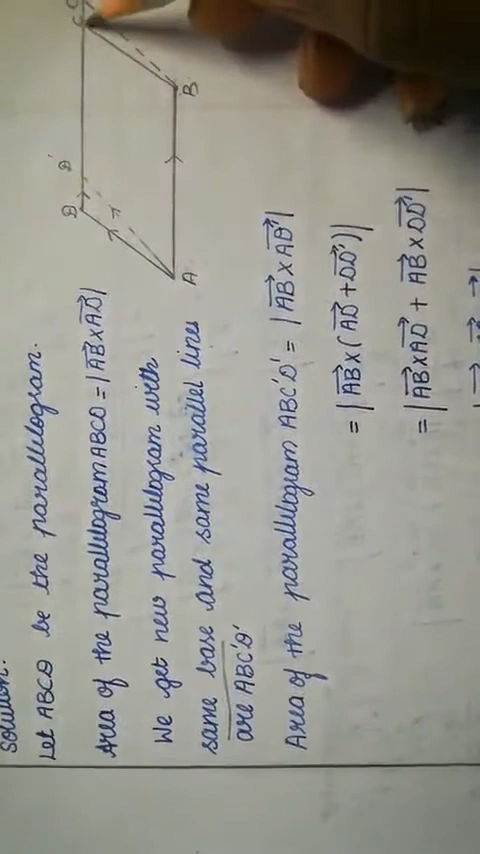 Solution:
Let ABCD be the parallelogram.
Area of the parallelogram ABCD = |AB⃗ × AD⃗|
We get new parallelogram with
same base and same parallel lines
are ABC'D'
Area of the parallelogram ABC'D' = |AB⃗ × AD'⃗|
= |AB⃗ × (AD⃗ + DD'⃗)|
= |AB⃗ × AD⃗ + AB⃗ × DD'⃗|
D D' C
A B